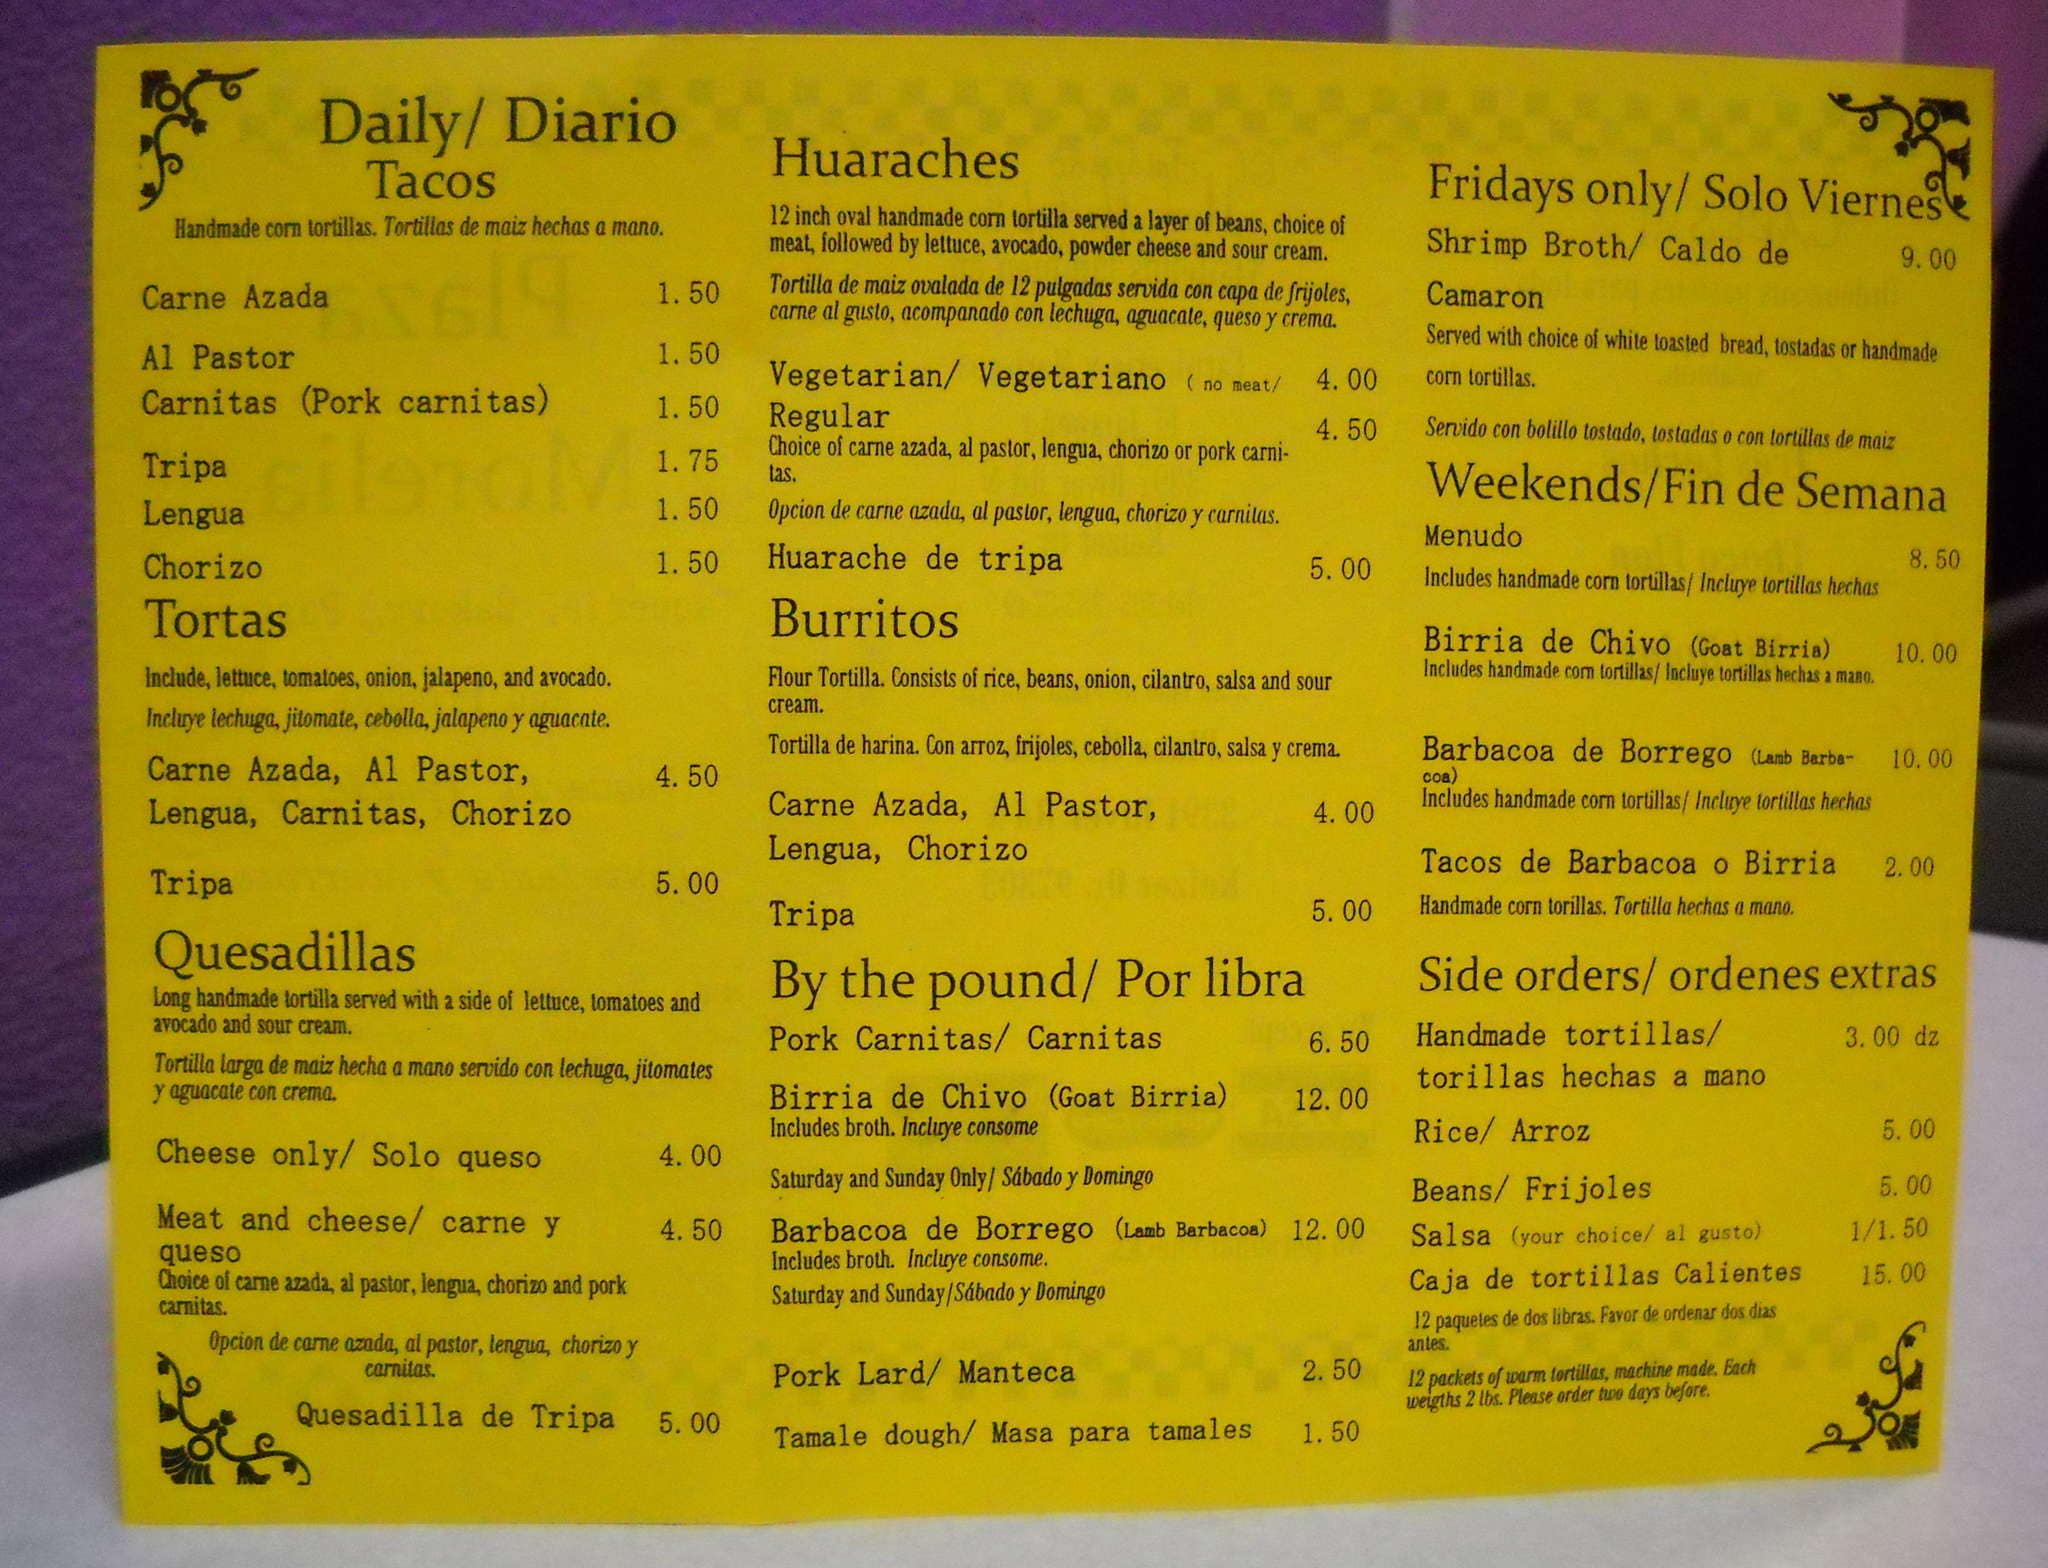 Daily/ Diario
Tacos
Handmade corn tortillas. Tortillas de maiz hechas a mano.
Carne Azada 1.50
Al Pastor 1.50
Carnitas (Pork carnitas) 1.50
Tripa 1.75
Lengua 1.50
Chorizo 1.50
Tortas
Include, lettuce, tomatoes, onion, jalapeno, and avocado.
Incluye lechuga, jitomate, cebolla, jalapeno y aguacate.
Carne Azada, Al Pastor, 4.50
Lengua, Carnitas, Chorizo
Tripa 5.00
Quesadillas
Long handmade tortilla served with a side of lettuce, tomatoes and
avocado and sour cream.
Tortilla larga de maiz hecha a mano servido con lechuga, jitomates
y aguacate con crema.
Cheese only/ Solo queso 4.00
Meat and cheese/ carne y 4.50
queso
Choice of carne azada, al pastor, lengua, chorizo and pork
carnitas.
Opcion de carne azada, al pastor, lengua, chorizo y
carnitas.
Quesadilla de Tripa 5.00
Huaraches
12 inch oval handmade corn tortilla served a layer of beans, choice of
meat, followed by lettuce, avocado, powder cheese and sour cream.
Tortilla de maiz ovalada de 12 pulgadas servida con capa de frijoles,
carne al gusto, acompanado con lechuga, aguacate, queso y crema.
Vegetarian/ Vegetariano ( no meat/ 4.00
Regular 4.50
Choice of carne azada, al pastor, lengua, chorizo or pork carni-
tas.
Opcion de carne azada, al pastor, lengua, chorizo y carnitas.
Huarache de tripa 5.00
Burritos
Flour Tortilla. Consists of rice, beans, onion, cilantro, salsa and sour
cream.
Tortilla de harina. Con arroz, frijoles, cebolla, cilantro, salsa y crema.
Carne Azada, Al Pastor, 4.00
Lengua, Chorizo
Tripa 5.00
By the pound/ Por libra
Pork Carnitas/ Carnitas 6.50
Birria de Chivo (Goat Birria) 12.00
Includes broth. Incluye consome
Saturday and Sunday Only/ Sábado y Domingo
Barbacoa de Borrego (Lamb Barbacoa) 12.00
Includes broth. Incluye consome.
Saturday and Sunday/Sábado y Domingo
Pork Lard/ Manteca 2.50
Tamale dough/ Masa para tamales 1.50
Fridays only/ Solo Viernes
Shrimp Broth/ Caldo de 9.00
Camaron
Served with choice of white toasted bread, tostadas or handmade
corn tortillas.
Servido con bolillo tostado, tostadas o con tortillas de maiz
Weekends/Fin de Semana
Menudo 8.50
Includes handmade corn tortillas/ Incluye tortillas hechas
Birria de Chivo (Goat Birria) 10.00
Includes handmade corn tortillas/ Incluye tortillas hechas a mano.
Barbacoa de Borrego (Lamb Barba- 10.00
coa)
Includes handmade corn tortillas/ Incluye tortillas hechas
Tacos de Barbacoa o Birria 2.00
Handmade corn torillas. Tortilla hechas a mano.
Side orders/ ordenes extras
Handmade tortillas/ 3.00 dz
torillas hechas a mano
Rice/ Arroz 5.00
Beans/ Frijoles 5.00
Salsa (your choice/ al gusto) 1/1.50
Caja de tortillas Calientes 15.00
12 paquetes de dos libras. Favor de ordenar dos dias
antes.
12 packets of warm tortillas, machine made. Each
weigths 2 lbs. Please order two days before.